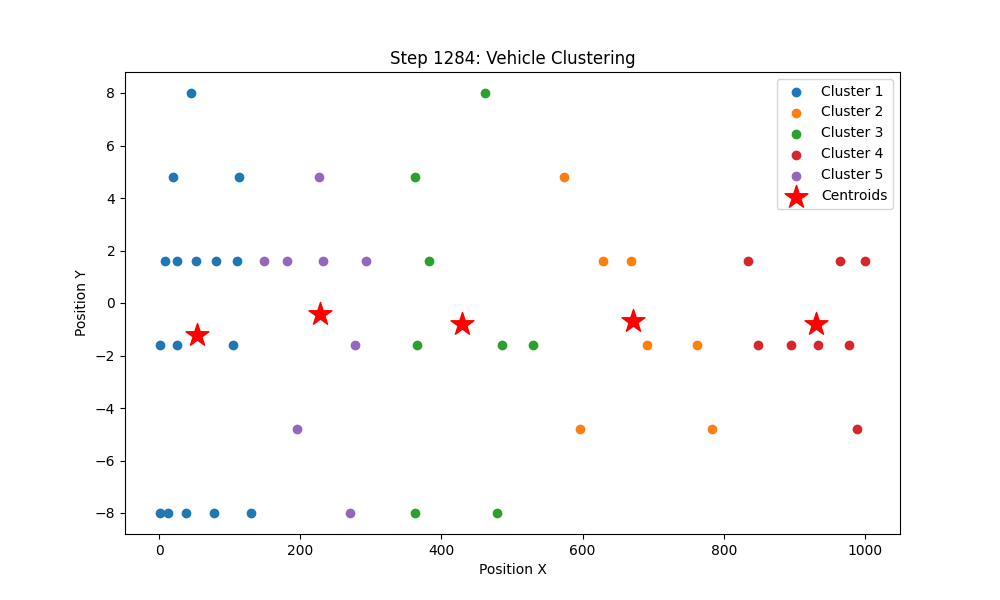 Step 1284: Vehicle Clustering
8
6
4
2
0
−2
−4
−6
−8
Position Y
0
200
400
600
800
1000
Position X
Cluster 1
Cluster 2
Cluster 3
Cluster 4
Cluster 5
Centroids